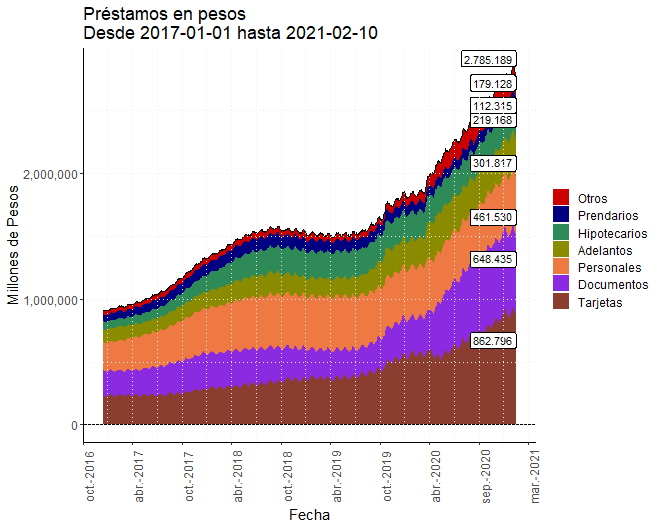 Préstamos en pesos
Desde 2017-01-01 hasta 2021-02-10
Millones de Pesos
2,000,000
1,000,000
0
2.785.189
179.128
112.315
219.168
301.817
461.530
648.435
862.796
Otros
Prendarios
Hipotecarios
Adelantos
Personales
Documentos
Tarjetas
oct.-2016
abr.-2017
oct.-2017
abr.-2018
oct.-2018
abr.-2019
oct.-2019
abr.-2020
sep.-2020
mar.-2021
Fecha